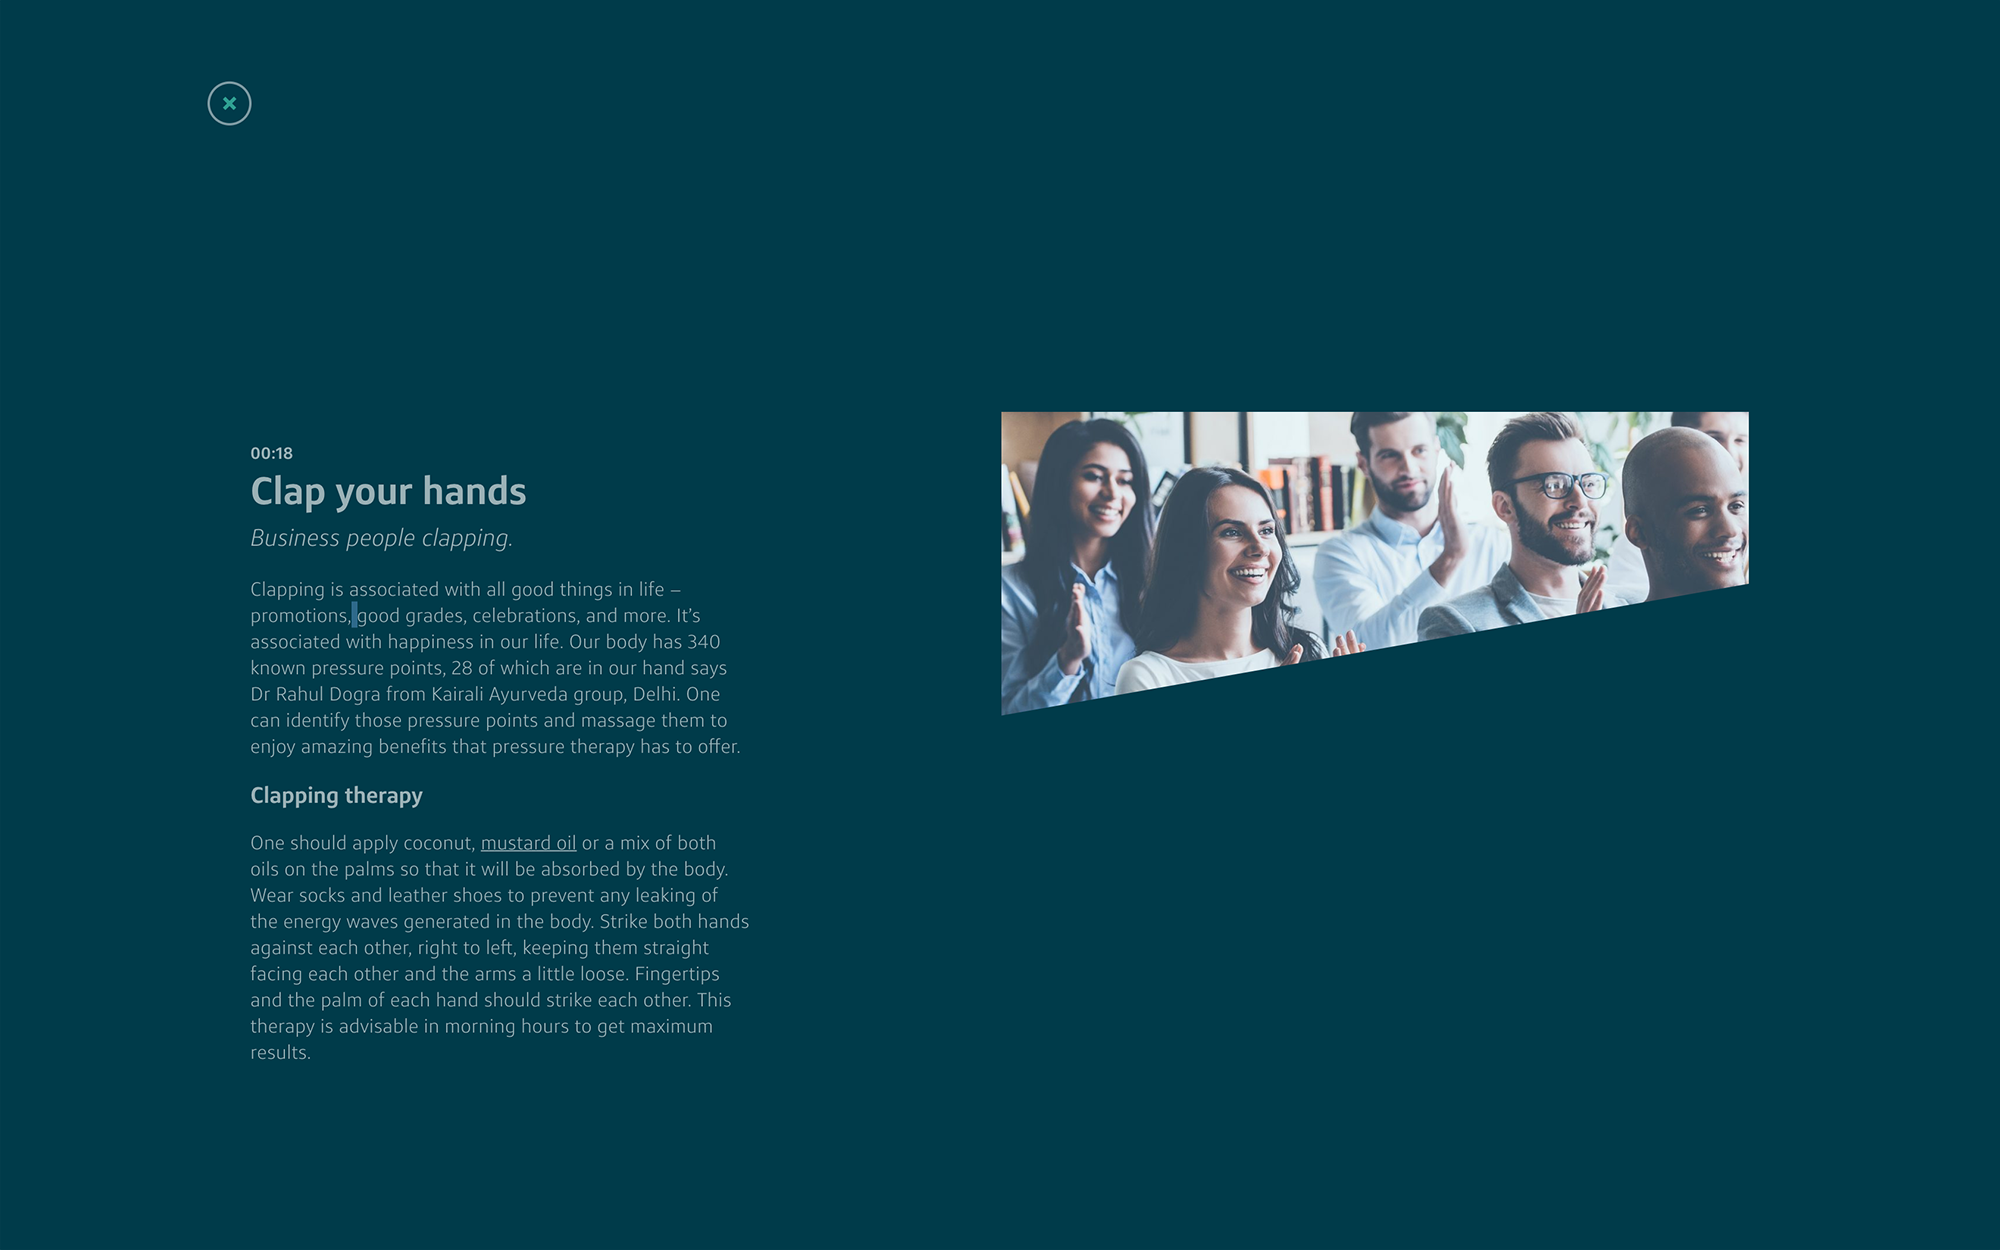 00:18
Clap your hands
Business people clapping.
Clapping is associated with all good things in life –
promotions, good grades, celebrations, and more. It’s
associated with happiness in our life. Our body has 340
known pressure points, 28 of which are in our hand says
Dr Rahul Dogra from Kairali Ayurveda group, Delhi. One
can identify those pressure points and massage them to
enjoy amazing benefits that pressure therapy has to offer.
Clapping therapy
One should apply coconut, mustard oil or a mix of both
oils on the palms so that it will be absorbed by the body.
Wear socks and leather shoes to prevent any leaking of
the energy waves generated in the body. Strike both hands
against each other, right to left, keeping them straight
facing each other and the arms a little loose. Fingertips
and the palm of each hand should strike each other. This
therapy is advisable in morning hours to get maximum
results.